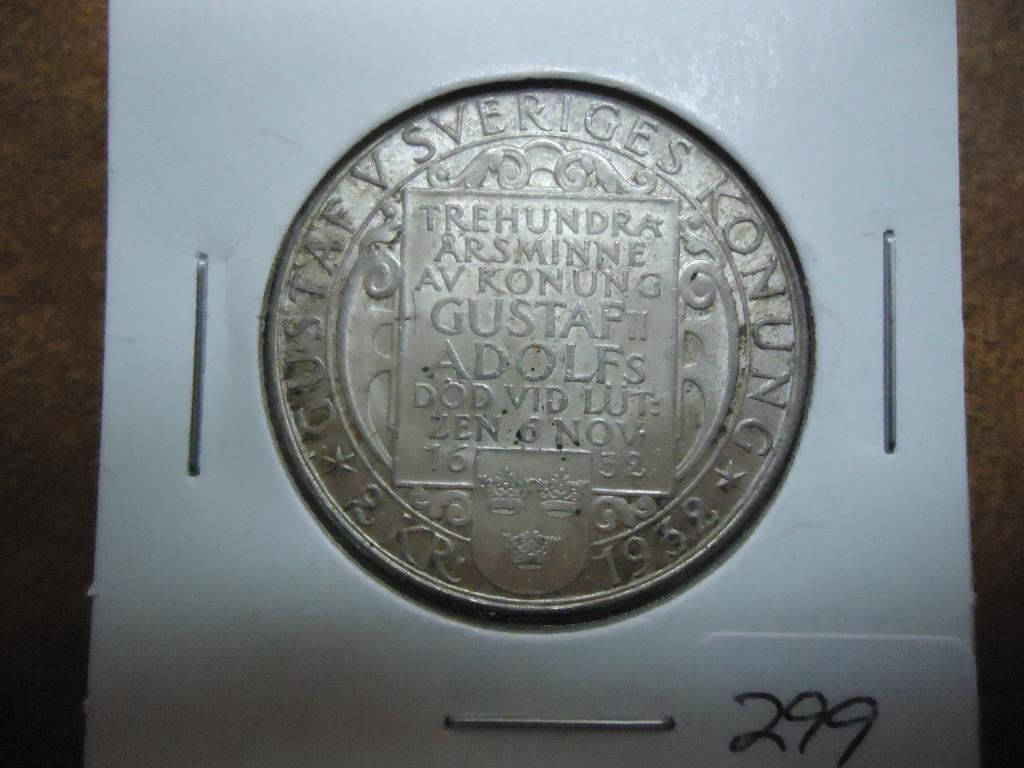 GUSTAF V SVERIGES KONUNG
TREHUNDRA
ÅRSMINNE
AV KONUNG
GUSTAF II
ADOLFS
DÖD VID LÜT:
ZEN 6 NOV:
16 32
2 KR. 1932
299